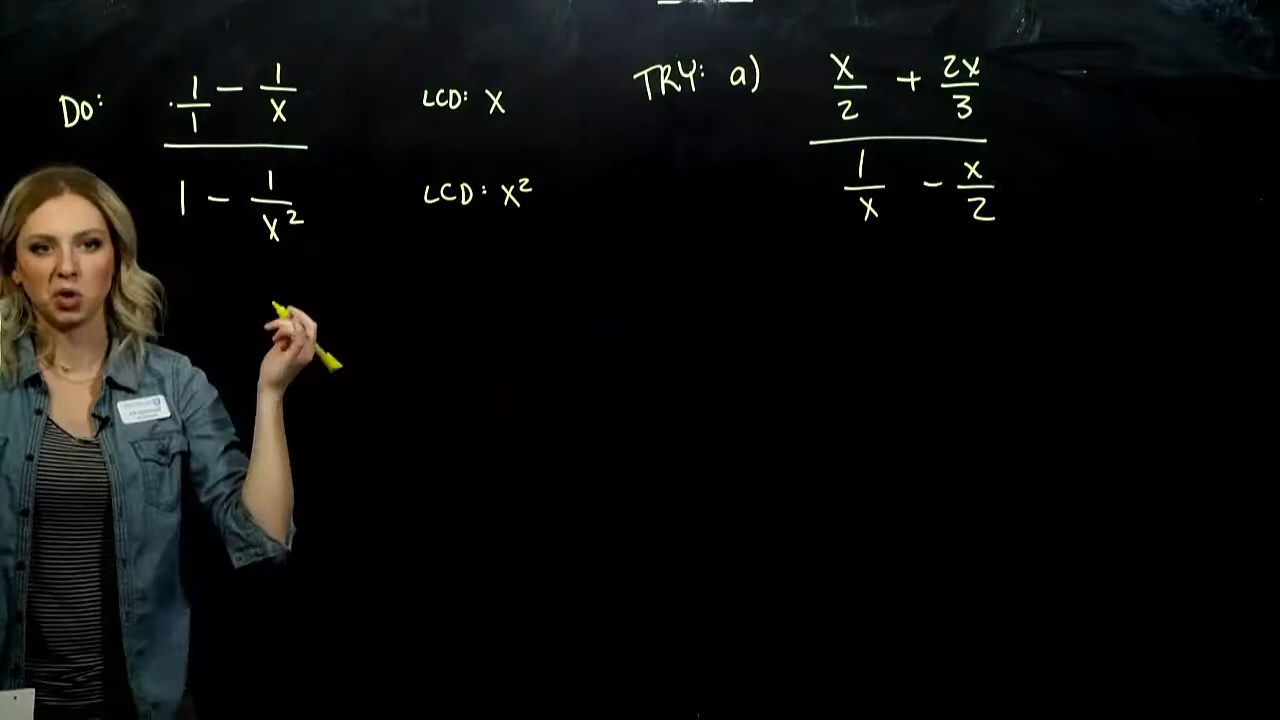 DO: 1/1 - 1/x LCD: x
1 - 1/x² LCD: x²
TRY: a) x/2 + 2x/3
1/x - x/2